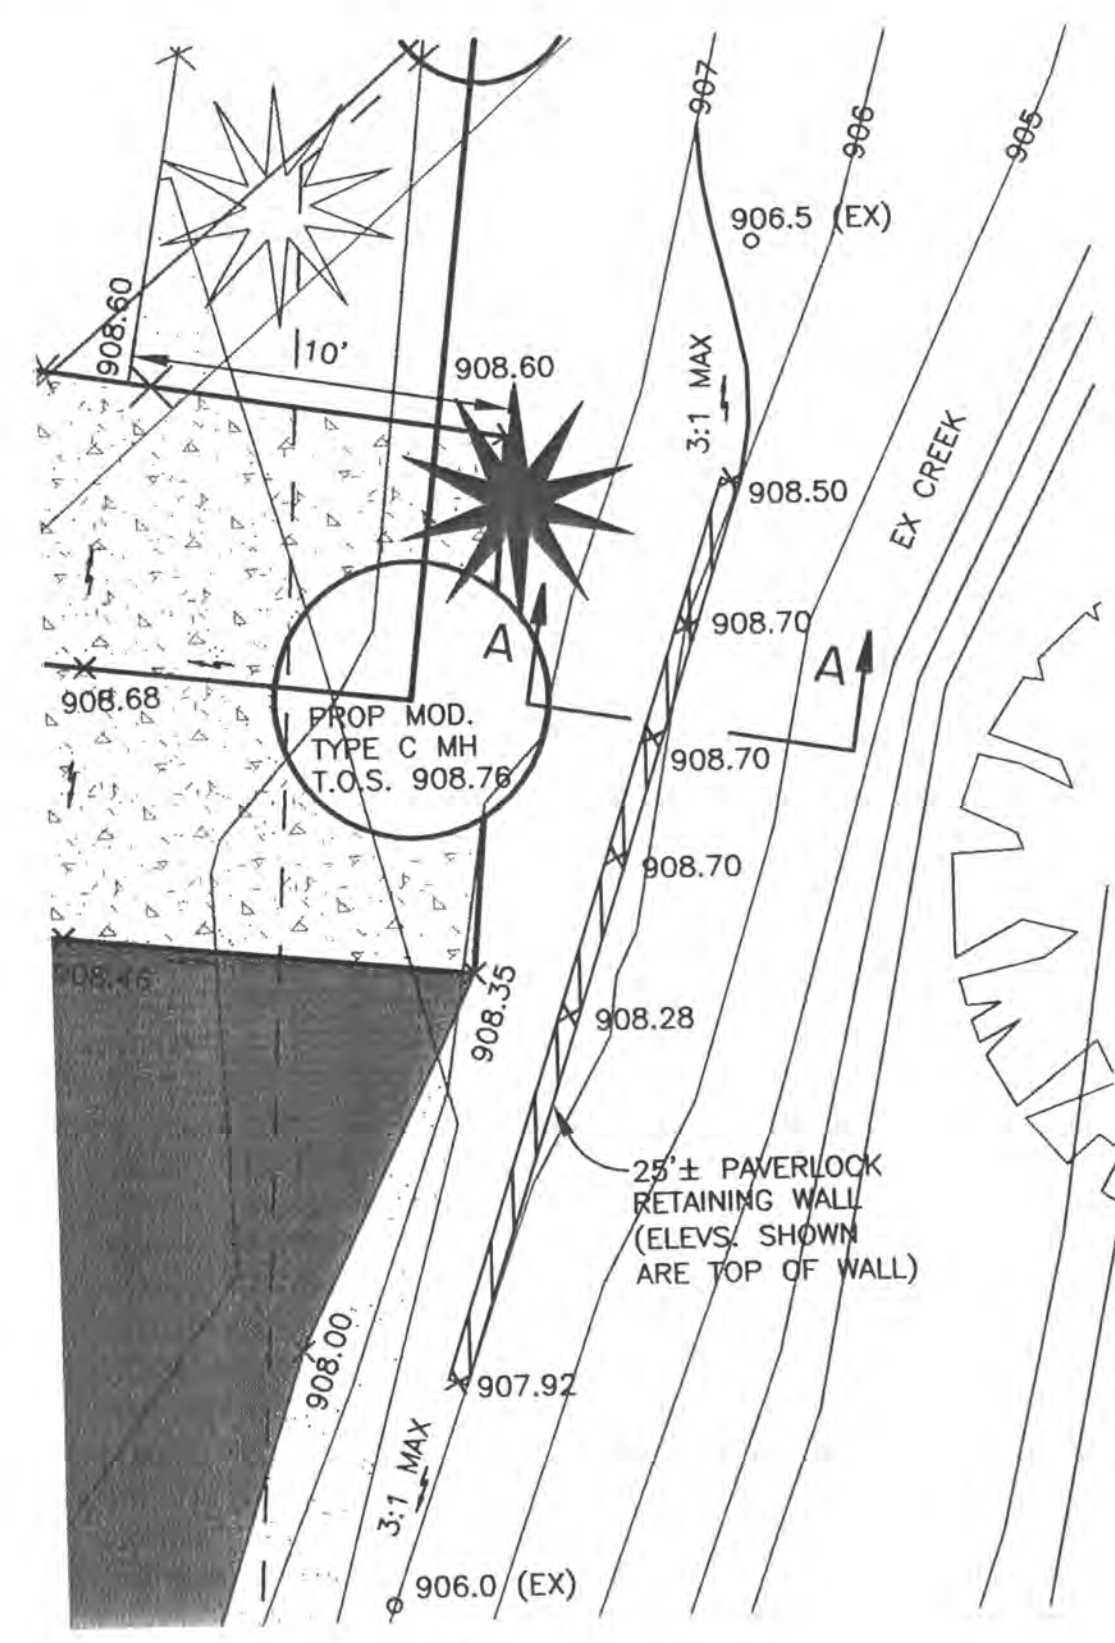 907
906
905
906.5 (EX)
908.60
10'
908.60
3:1 MAX
908.50
EX CREEK
908.70
A
A
908.68
PROP MOD.
TYPE C MH
T.O.S. 908.76
908.70
908.70
908.46
908.35
908.28
25'± PAVERLOCK
RETAINING WALL
(ELEVS. SHOWN
ARE TOP OF WALL)
908.00
907.92
3:1 MAX
906.0 (EX)